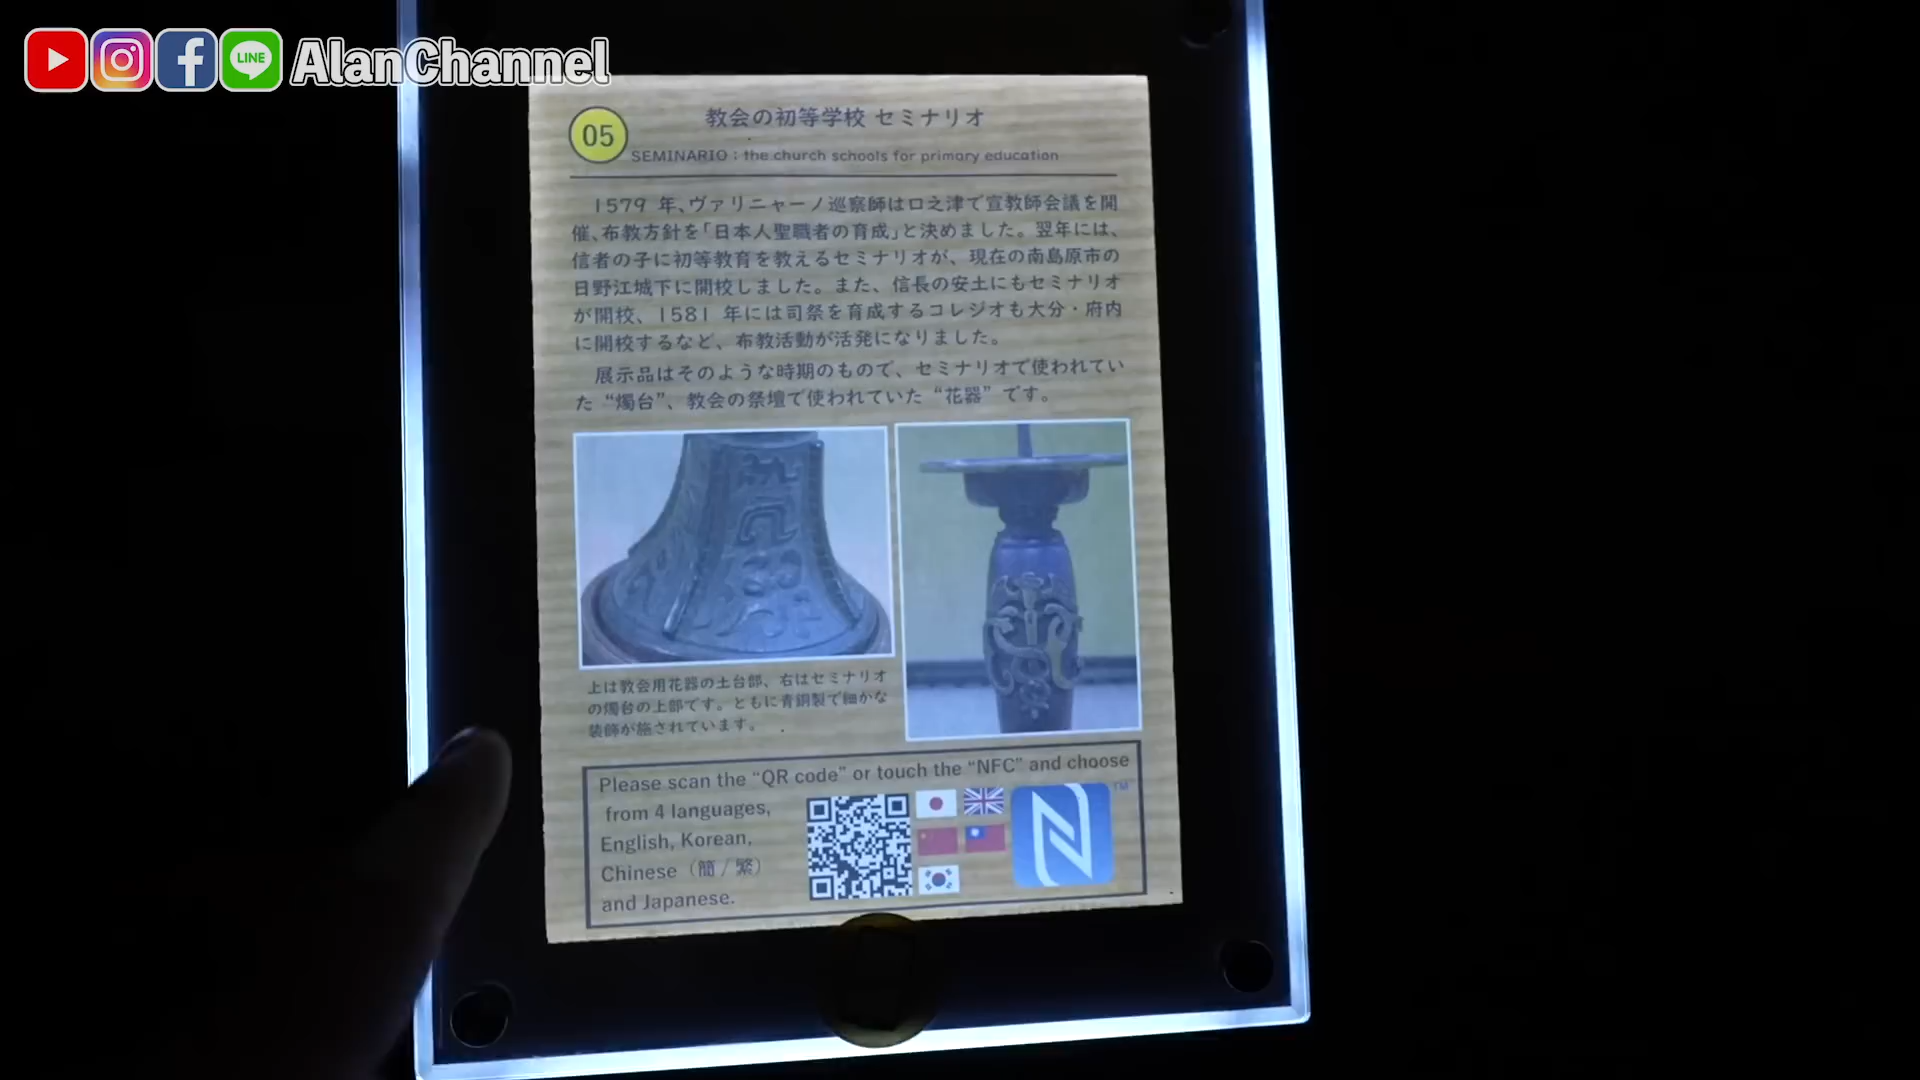 LINE
AlanChannel
05
教会の初等学校 セミナリオ
SEMINARIO : the church schools for primary education
1579 年、ヴァリニャーノ巡察師は口之津で宣教師会議を開
催、布教方針を「日本人聖職者の育成」と決めました。翌年には、
信者の子に初等教育を教えるセミナリオが、現在の南島原市の
日野江城下に開校しました。また、信長の安土にもセミナリオ
が開校、1581 年には司祭を育成するコレジオも大分・府内
に開校するなど、布教活動が活発になりました。
展示品はそのような時期のもので、セミナリオで使われてい
た “燭台”、教会の祭壇で使われていた “花器” です。
上は教会用花器の土台部、右はセミナリオ
の燭台の上部です。ともに青銅製で細かな
装飾が施されています。
Please scan the “QR code” or touch the “NFC” and choose
from 4 languages,
English, Korean,
Chinese（簡 / 繁）
and Japanese.
TM